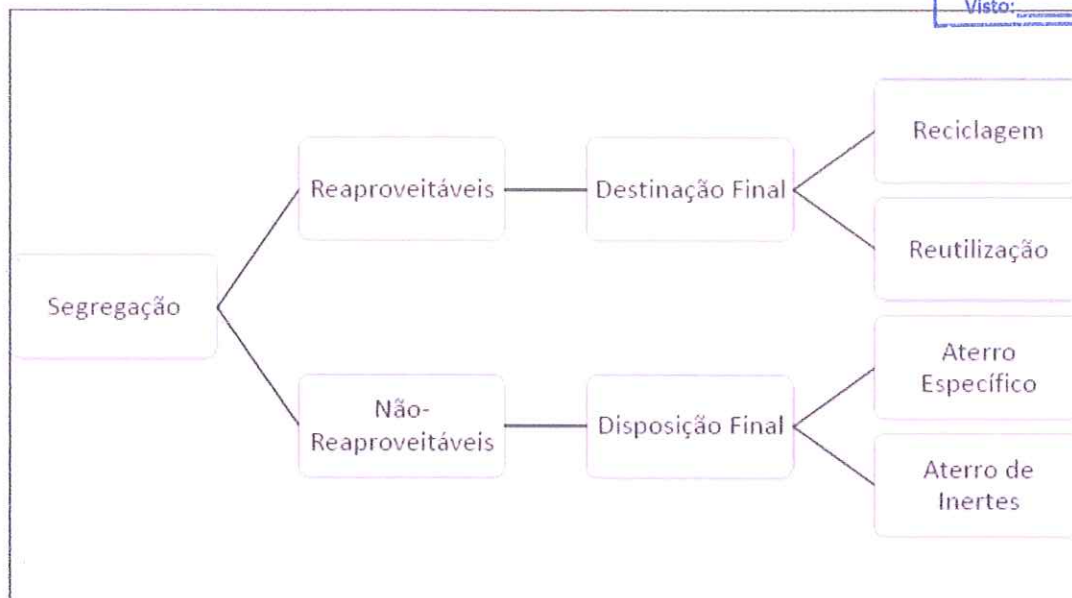 Visto:
Segregação
Reaproveitáveis
Destinação Final
Reciclagem
Reutilização
Não-
Reaproveitáveis
Disposição Final
Aterro
Específico
Aterro de
Inertes